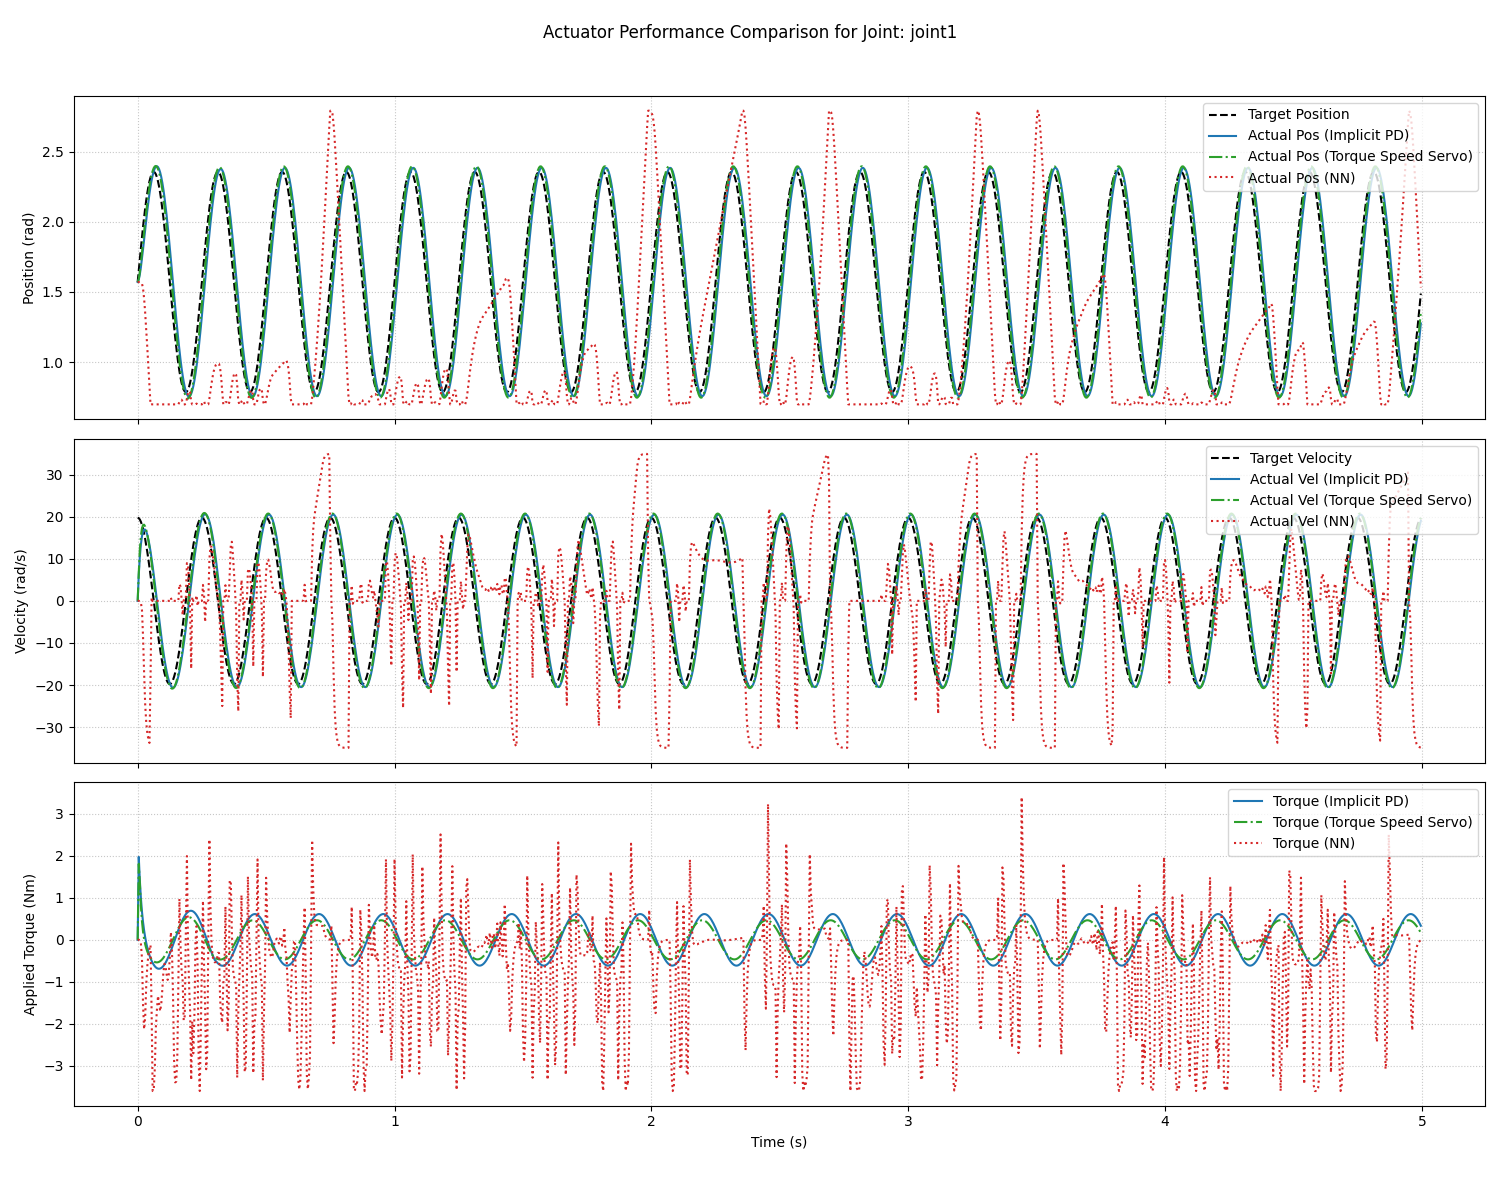 Actuator Performance Comparison for Joint: joint1
Position (rad)
2.5
2.0
1.5
1.0
Target Position
Actual Pos (Implicit PD)
Actual Pos (Torque Speed Servo)
Actual Pos (NN)
Velocity (rad/s)
30
20
10
0
−10
−20
−30
Target Velocity
Actual Vel (Implicit PD)
Actual Vel (Torque Speed Servo)
Actual Vel (NN)
Applied Torque (Nm)
3
2
1
0
−1
−2
−3
Torque (Implicit PD)
Torque (Torque Speed Servo)
Torque (NN)
0 1 2 3 4 5
Time (s)